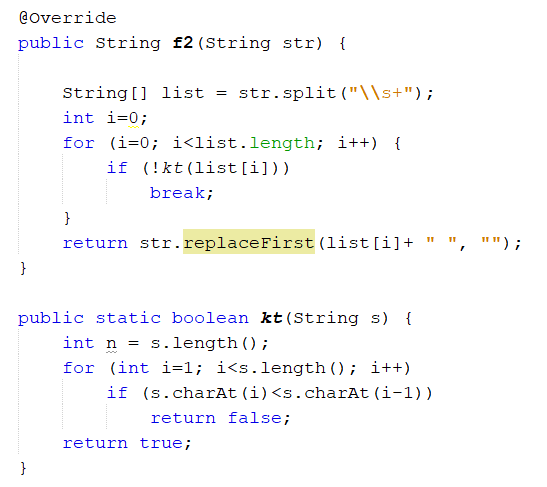 @Override
public String f2(String str) {
String[] list = str.split("\\s+");
int i=0;
for (i=0; i<list.length; i++) {
if (!kt(list[i]))
break;
}
return str.replaceFirst(list[i]+ " ", "");
}
public static boolean kt(String s) {
int n = s.length();
for (int i=1; i<s.length(); i++)
if (s.charAt(i)<s.charAt(i-1))
return false;
return true;
}